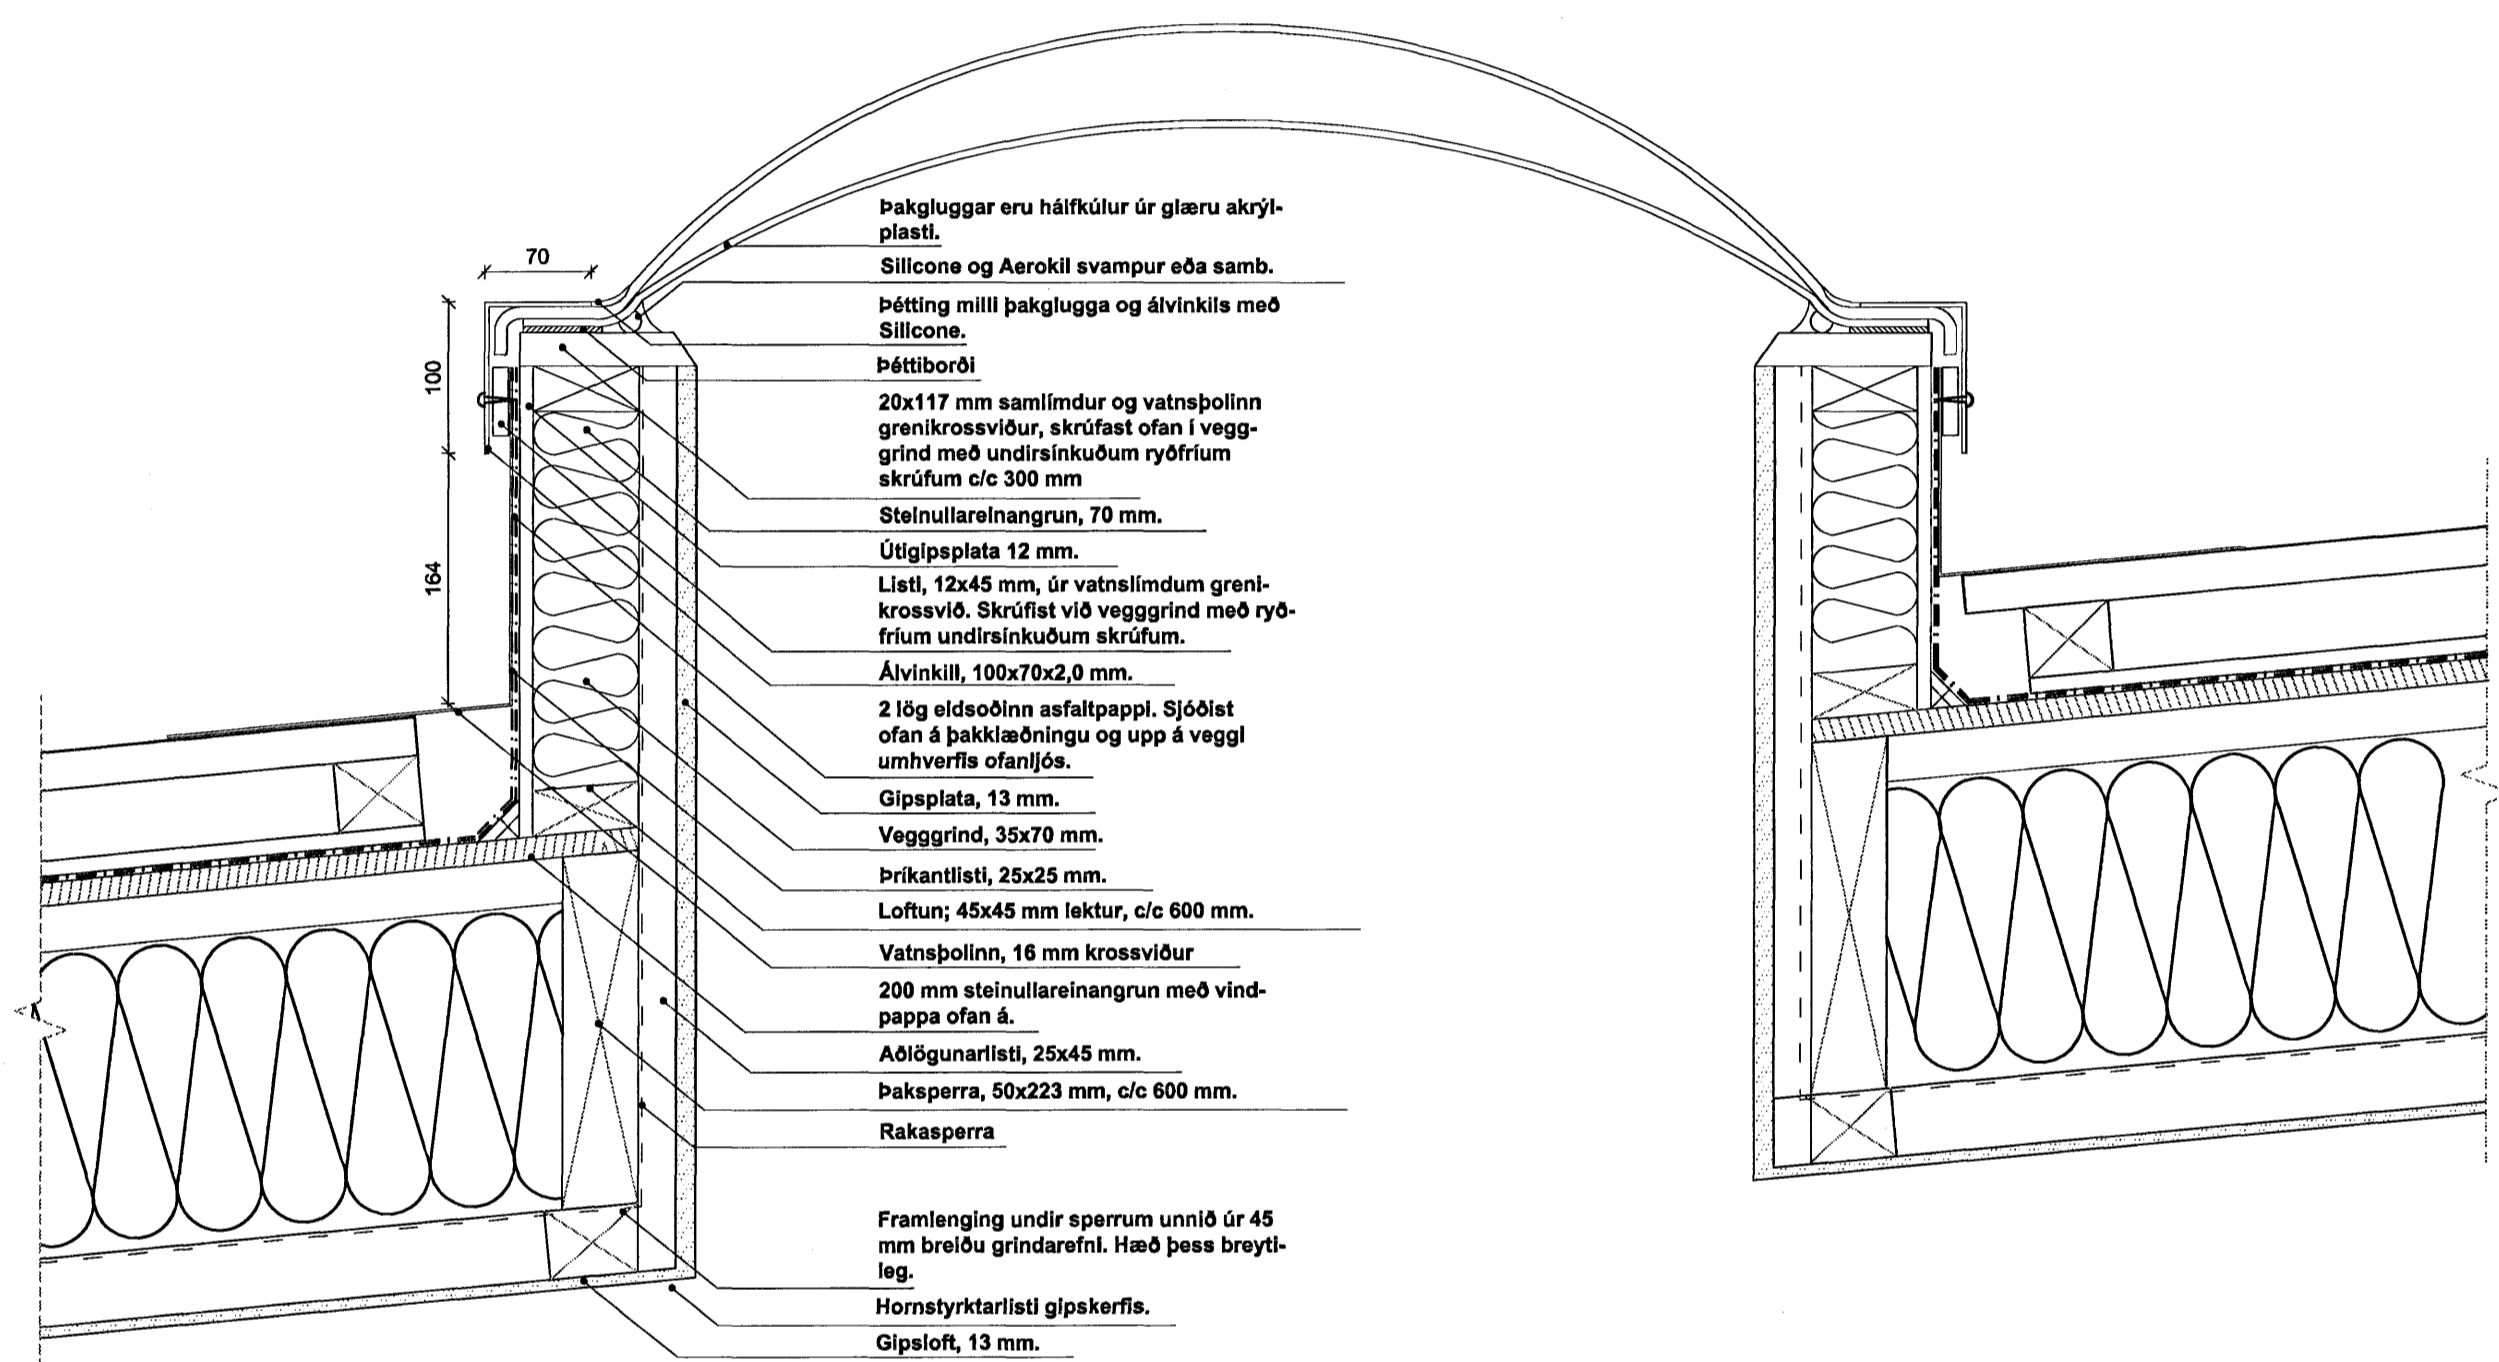 Þakgluggar eru hálfkúlur úr glæru akrýl-
plasti.
70
Silicone og Aerokil svampur eða samb.
Þétting milli þakglugga og álvinkils með
Silicone.
Þéttiborði
100
20x117 mm samlímdur og vatnsþolinn
grenikrossviður, skrúfast ofan í vegg-
grind með undirsínkuðum ryðfríum
skrúfum c/c 300 mm
Steinullareinangrun, 70 mm.
Útigipsplata 12 mm.
164
Listi, 12x45 mm, úr vatnslímdum greni-
krossvið. Skrúfist við vegggrind með ryð-
fríum undirsínkuðum skrúfum.
Álvinkill, 100x70x2,0 mm.
2 lög eldsoðinn asfaltpappi. Sjóðist
ofan á þakklæðningu og upp á veggi
umhverfis ofanljós.
Gipsplata, 13 mm.
Vegggrind, 35x70 mm.
Þríkantlisti, 25x25 mm.
Loftun; 45x45 mm lektur, c/c 600 mm.
Vatnsþolinn, 16 mm krossviður
200 mm steinullareinangrun með vind-
pappa ofan á.
Aðlögunarlisti, 25x45 mm.
Þaksperra, 50x223 mm, c/c 600 mm.
Rakasperra
Framlenging undir sperrum unnið úr 45
mm breiðu grindarefni. Hæð þess breyti-
leg.
Hornstyrktarlisti gipskerfis.
Gipsloft, 13 mm.